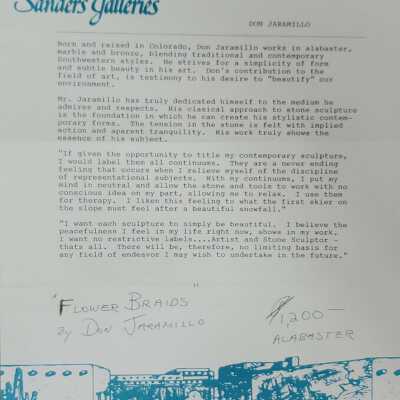 Sanders Galleries
DON JARAMILLO
Born and raised in Colorado, Don Jaramillo works in alabaster,
marble and bronze, blending traditional and contemporary
Southwestern styles. He strives for a simplicity of form
and subtle beauty in his art. Don's contribution to the
field of art, is testimony to his desire to "beautify" our
environment.
Mr. Jaramillo has truly dedicated himself to the medium he
admires and respects. His clasical approach to stone sculpture
is the foundation in which he can create his stylistic contem-
porary forms. The tension in the stone is felt with implied
action and aparent tranquility. His work truly shows the
essence of his subject.
"If given the opportunity to title my contemporary sculpture,
I would label them all continuums. They are a never ending
feeling that occurs when I relieve myself of the discipline
of representational subjects. With my continuums, I put my
mind in neutral and allow the stone and tools to work with no
conscious idea on my part, allowing me to relax. I use them
for therapy. I liken this feeling to what the first skier on
the slope must feel after a beautiful snowfall."
"I want each sculpture to simply be beautiful. I believe the
peacefulness I feel in my life right now, shows in my work.
I want no restrictive labels....Artist and Stone Sculptor -
thats all. There will be, therefore, no limiting basis for
any field of endeavor I may wish to undertake in the future."
"FLOWER BRAIDS
By DON JARAMILLO
$1,200—
ALABASTER